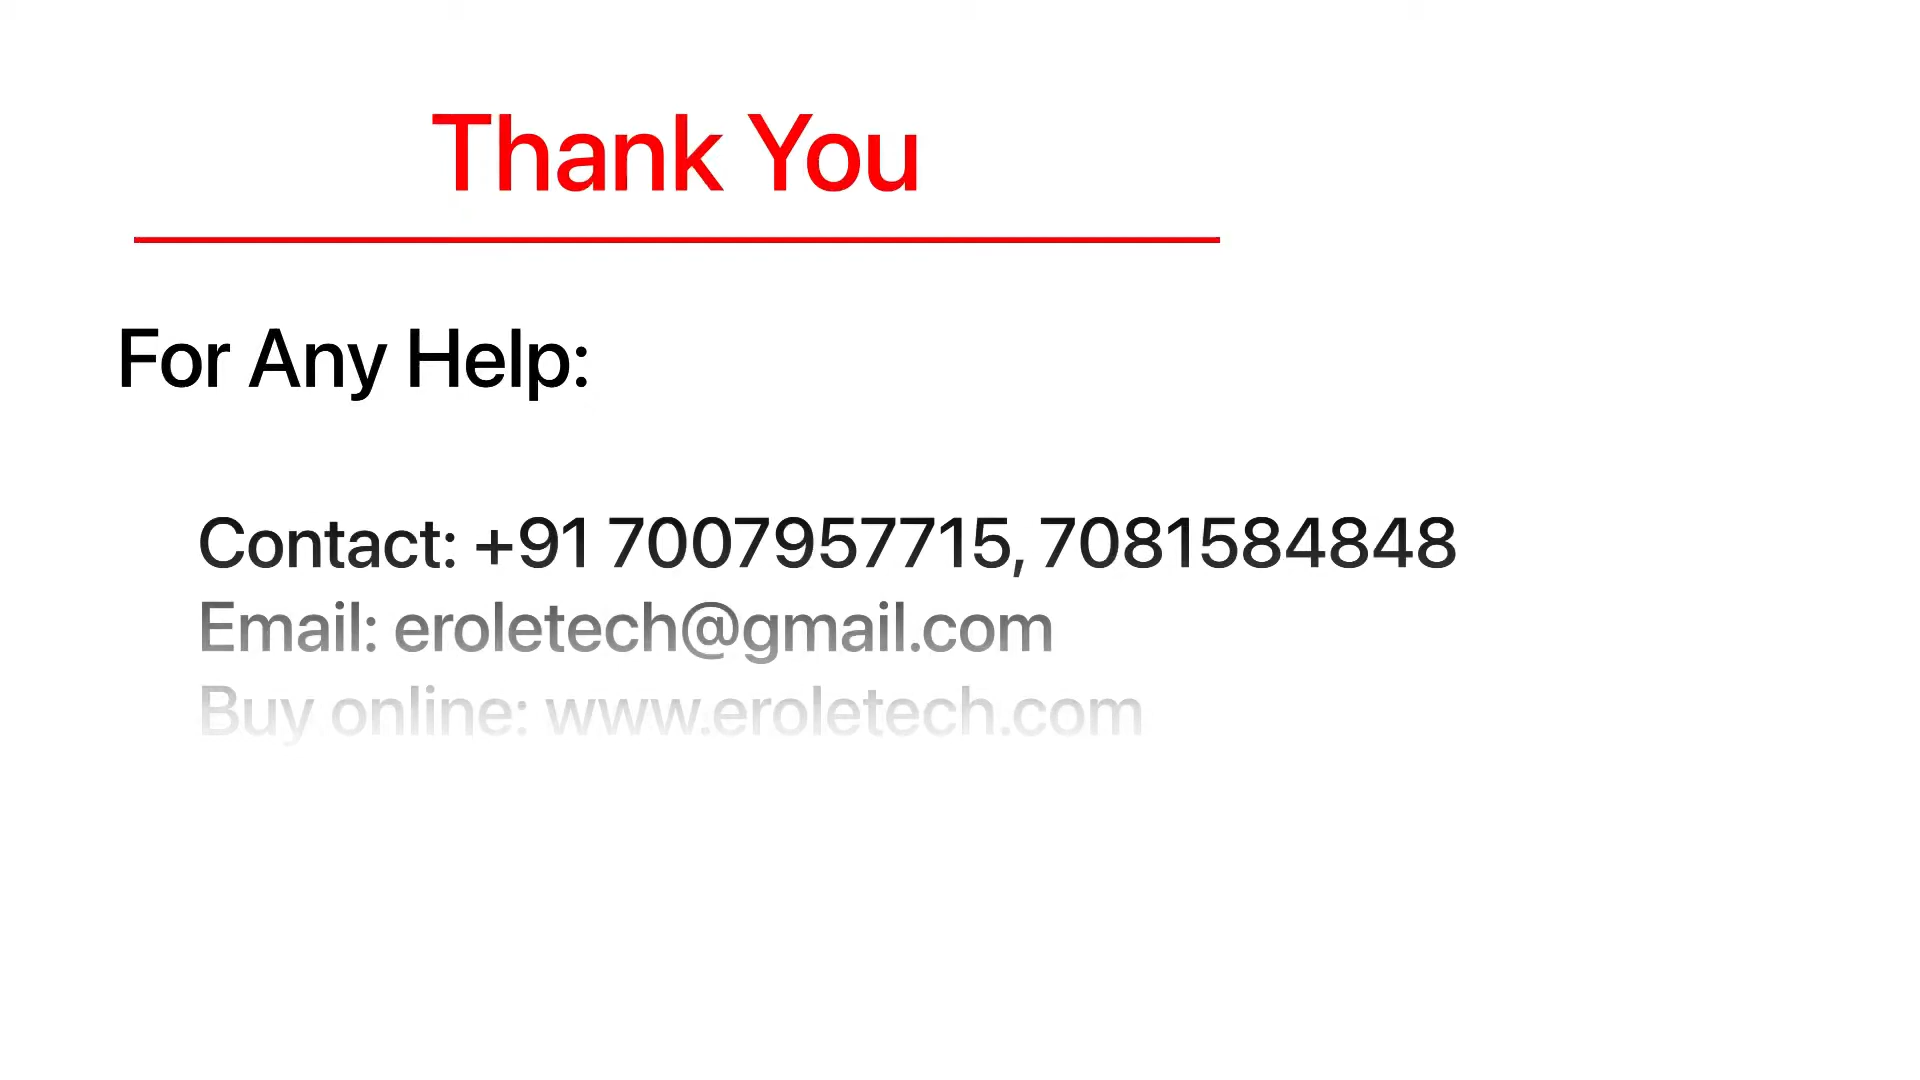 Thank You
For Any Help:
Contact: +91 7007957715, 7081584848
Email: eroletech@gmail.com
Buy online: www.eroletech.com